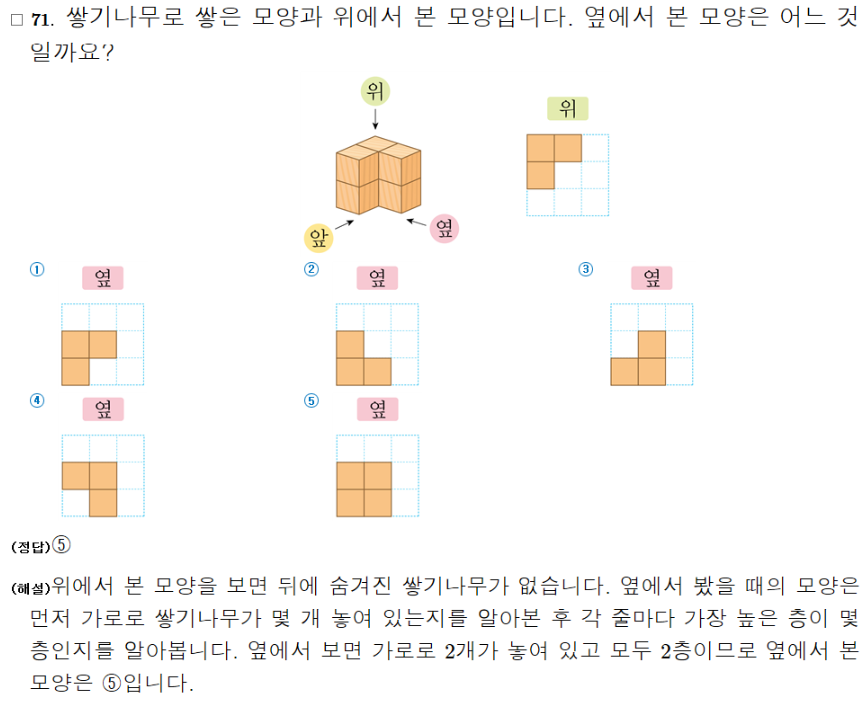 □ 71. 쌓기나무로 쌓은 모양과 위에서 본 모양입니다. 옆에서 본 모양은 어느 것
일까요?
위
위
앞
옆
① 옆
② 옆
③ 옆
④ 옆
⑤ 옆
(정답)⑤
(해설)위에서 본 모양을 보면 뒤에 숨겨진 쌓기나무가 없습니다. 옆에서 봤을 때의 모양은
먼저 가로로 쌓기나무가 몇 개 놓여 있는지를 알아본 후 각 줄마다 가장 높은 층이 몇
층인지를 알아봅니다. 옆에서 보면 가로로 2개가 놓여 있고 모두 2층이므로 옆에서 본
모양은 ⑤입니다.